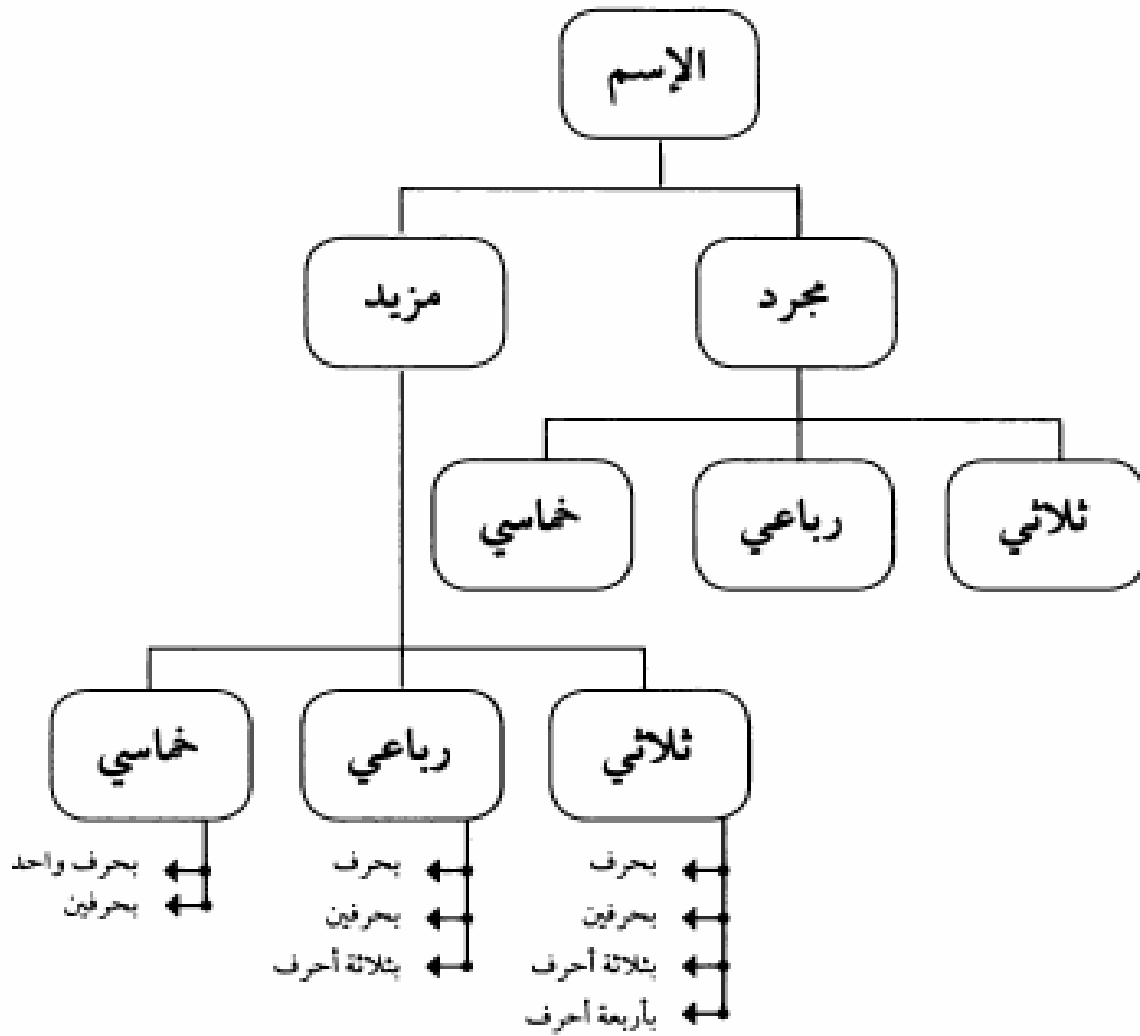 الإسم
مجرد
مزيد
ثلاثي
رباعي
خماسي
ثلاثي
رباعي
خماسي
بحرف
بحرفين
بثلاثة أحرف
بأربعة أحرف
بحرف
بحرفين
بثلاثة أحرف
بحرف واحد
بحرفين